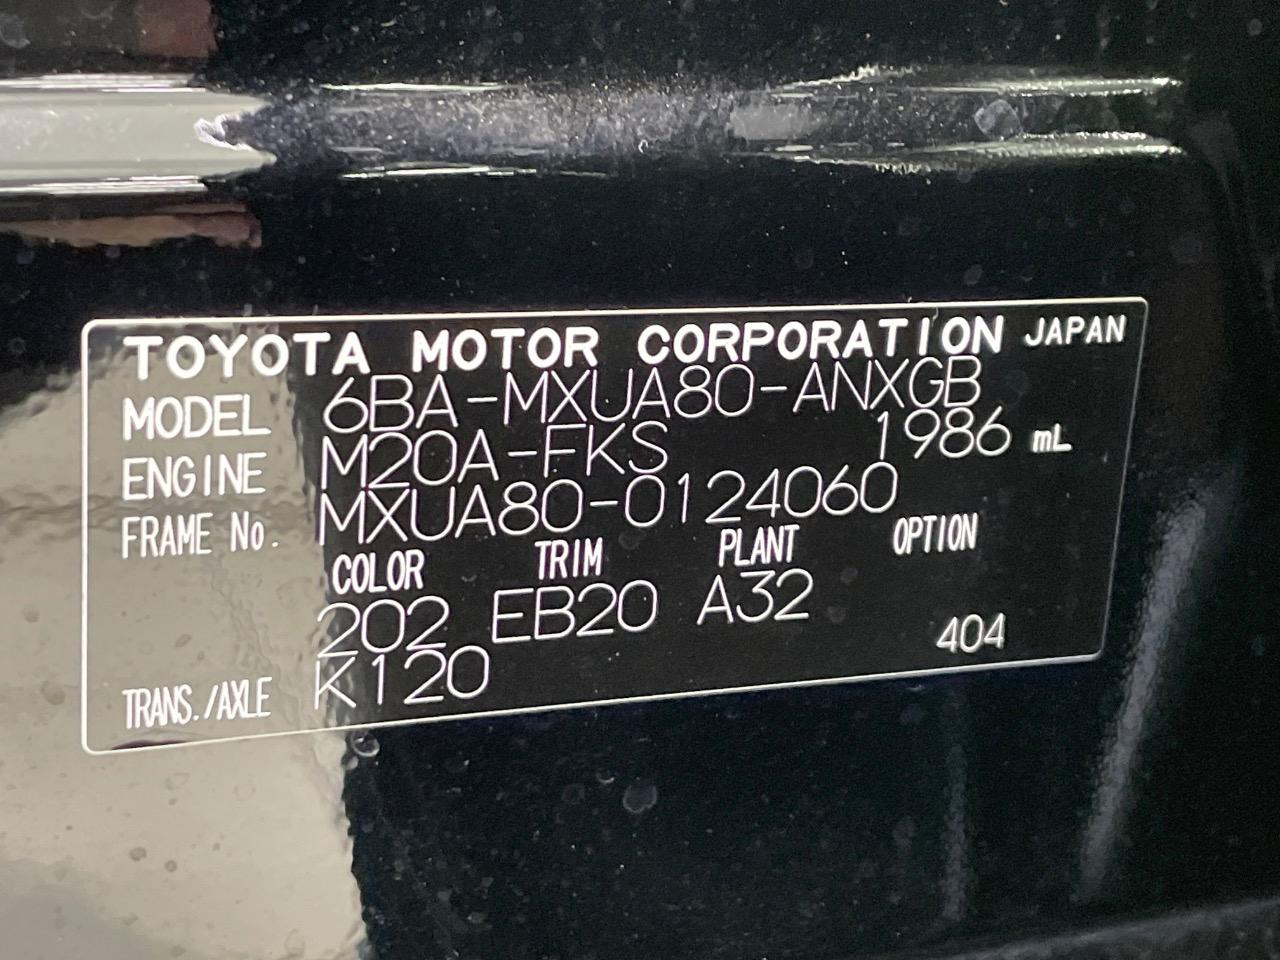 TOYOTA MOTOR CORPORATION JAPAN
MODEL 6BA-MXUA80-ANXGB
ENGINE M20A-FKS 1986 mL
FRAME No. MXUA80-0124060
COLOR TRIM PLANT OPTION
202 EB20 A32 404
TRANS./AXLE K120